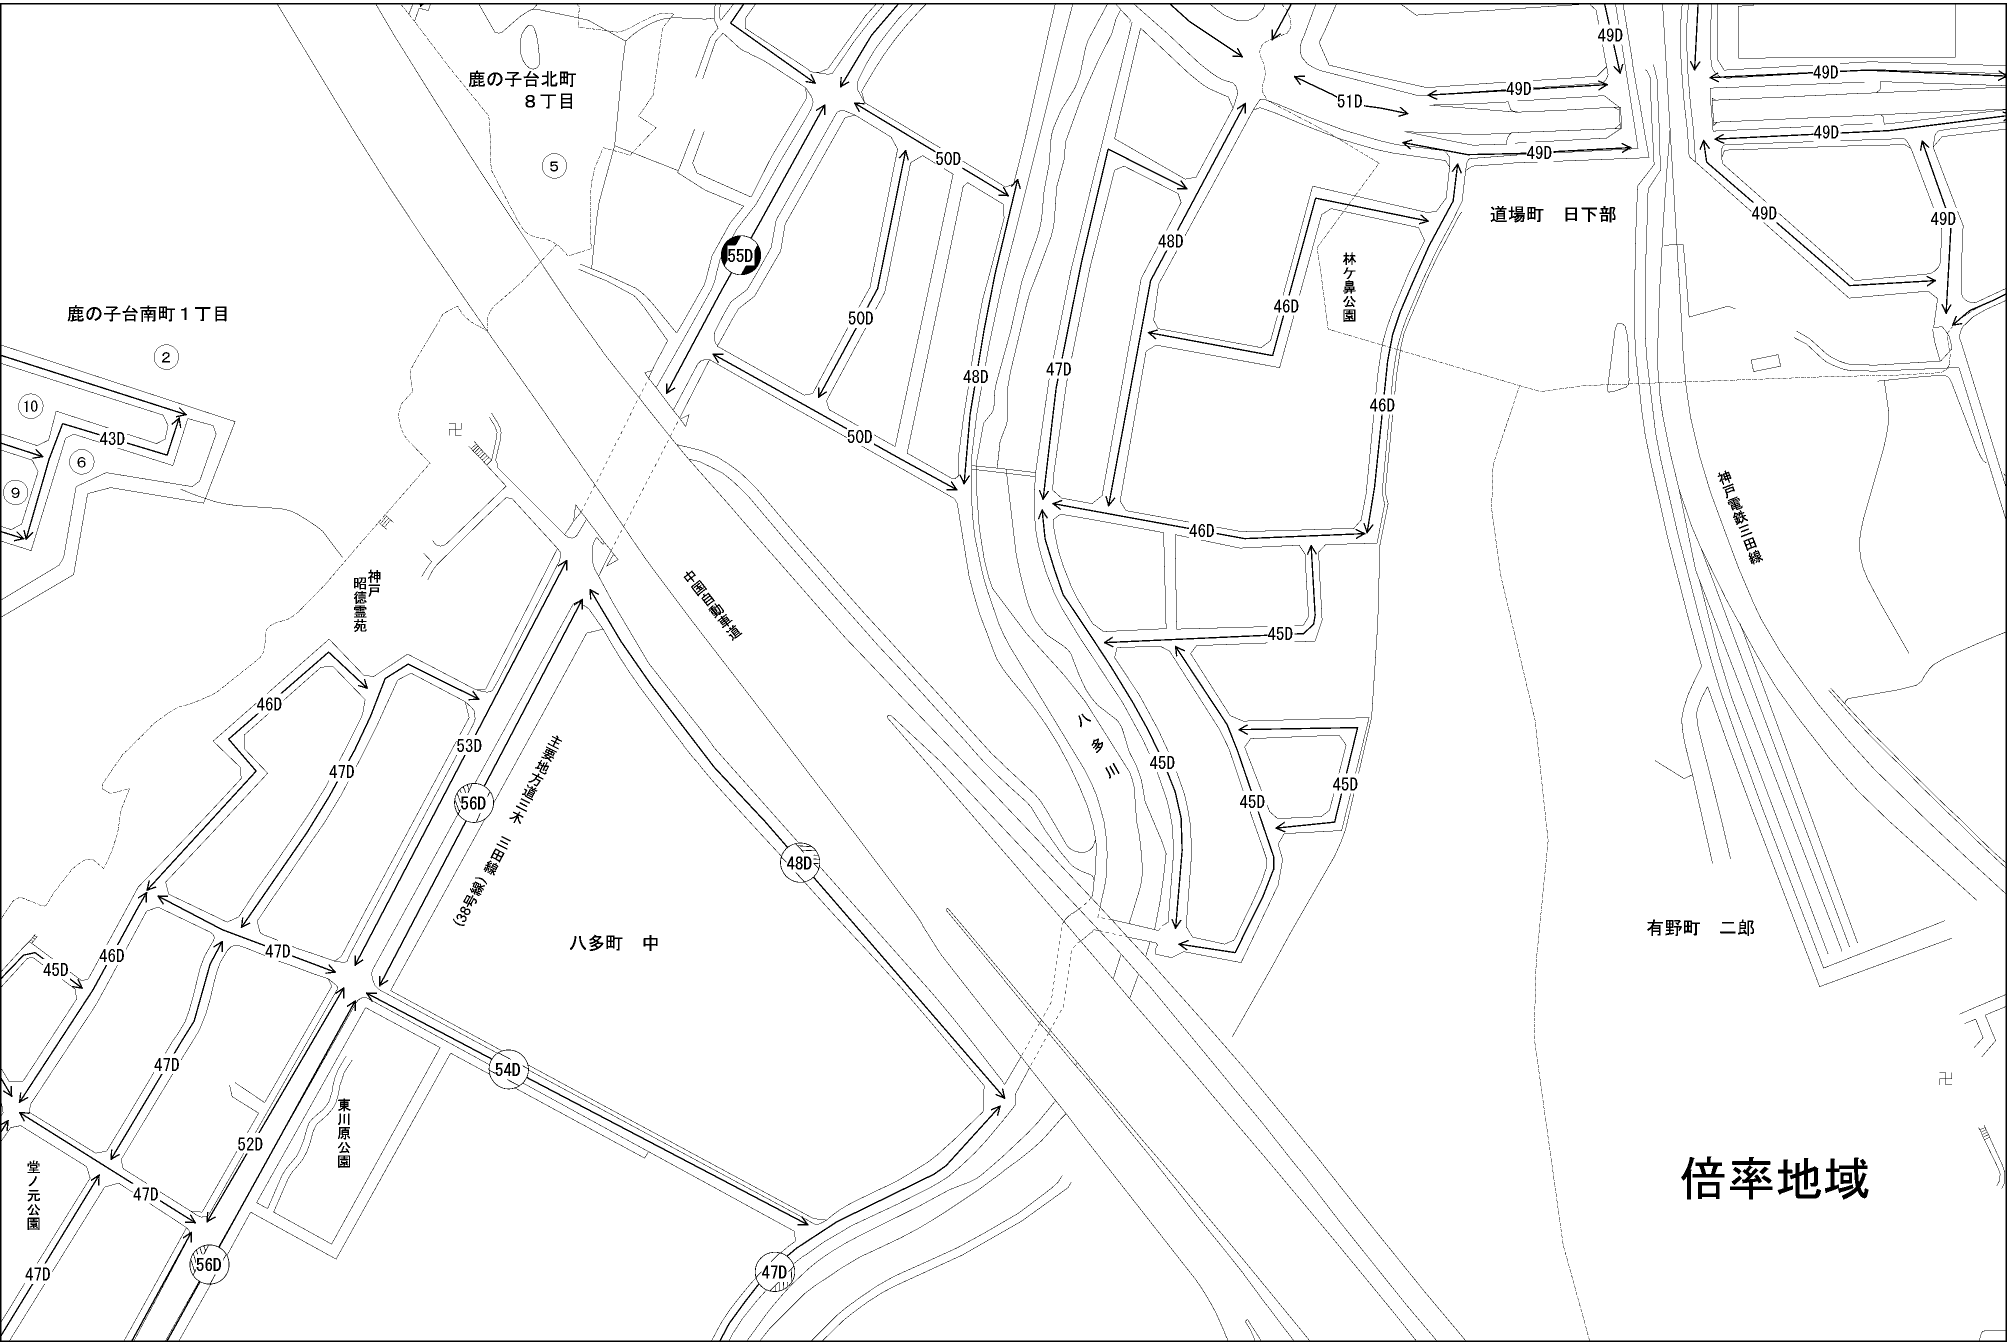 鹿の子台北町
８丁目
5
鹿の子台南町１丁目
2
10
6
9
43D
55D
50D
50D
50D
48D
47D
48D
46D
46D
46D
51D
49D
49D
49D
49D
49D
49D
49D
道場町　日下部
林ケ鼻公園
神戸電鉄三田線
中国自動車道
神戸
昭徳霊苑
46D
47D
53D
56D
主要地方道三木
三田線(38号線)
48D
八多川
45D
45D
45D
45D
八多町　中
有野町　二郎
47D
46D
45D
47D
54D
52D
東川原公園
堂ノ元公園
47D
47D
56D
47D
倍率地域